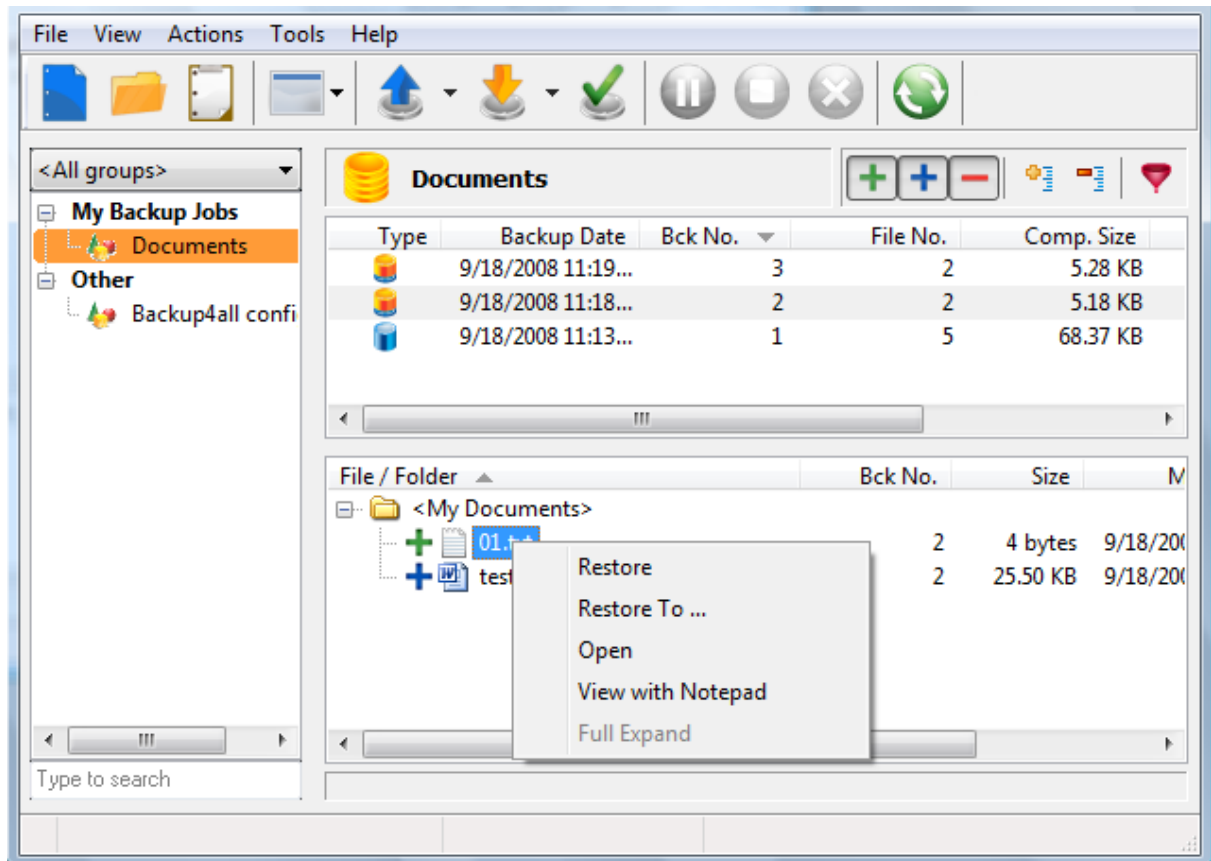 File View Actions Tools Help
<All groups>
Documents
My Backup Jobs
Documents
Other
Backup4all confi
Type Backup Date Bck No. File No. Comp. Size
9/18/2008 11:19... 3 2 5.28 KB
9/18/2008 11:18... 2 2 5.18 KB
9/18/2008 11:13... 1 5 68.37 KB
File / Folder Bck No. Size M
<My Documents>
01.txt 2 4 bytes 9/18/200
test 2 25.50 KB 9/18/200
Restore
Restore To ...
Open
View with Notepad
Full Expand
Type to search